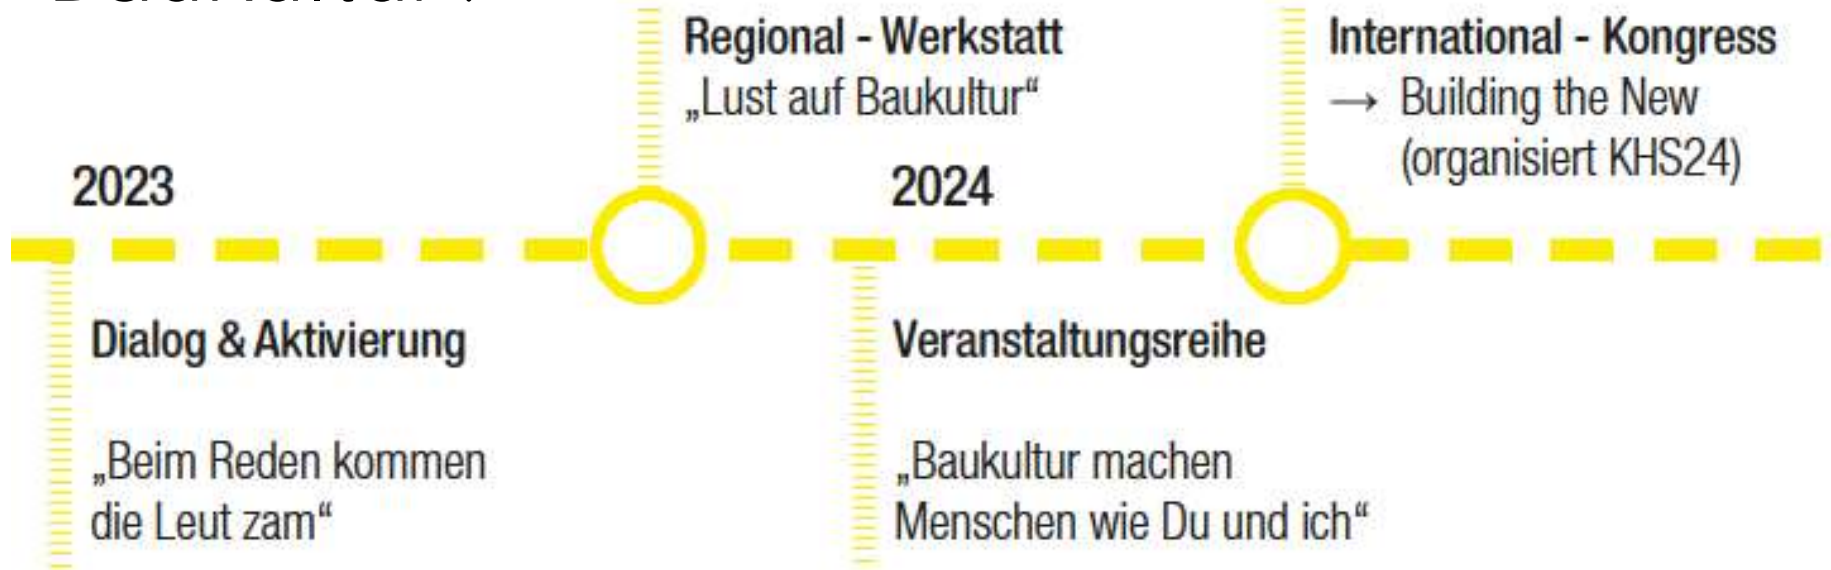 Regional - Werkstatt
„Lust auf Baukultur“
International - Kongress
→ Building the New
(organisiert KHS24)
2023
2024
Dialog & Aktivierung
„Beim Reden kommen
die Leut zam“
Veranstaltungsreihe
„Baukultur machen
Menschen wie Du und ich“